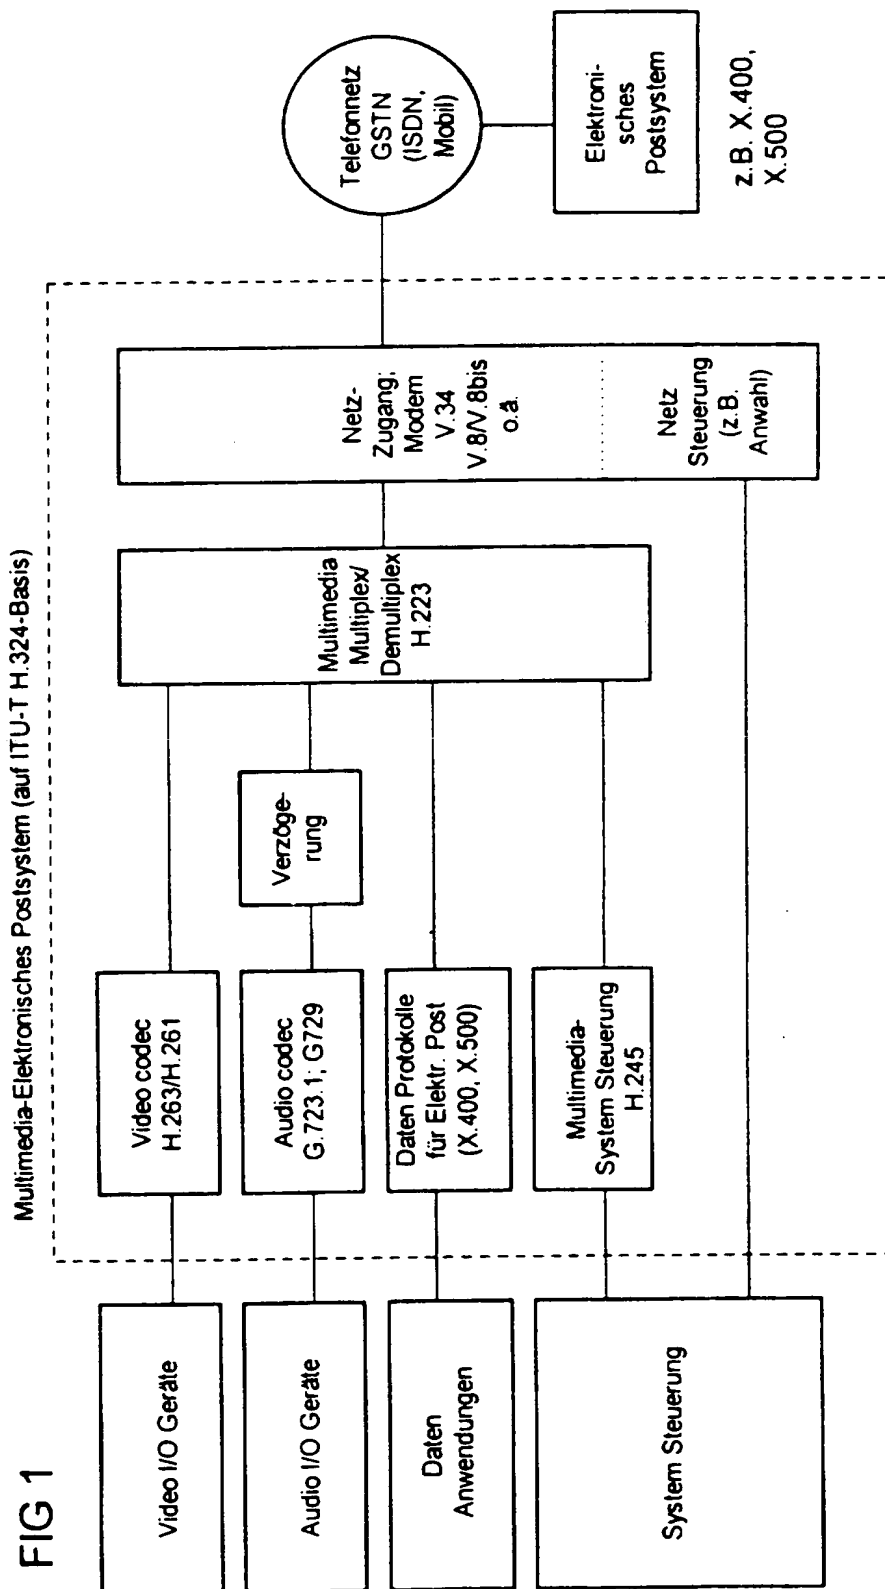 FIG 1
Multimedia-Elektronisches Postsystem (auf ITU-T H.324-Basis)
Video I/O Geräte
Audio I/O Geräte
Daten
Anwendungen
System Steuerung
Video codec
H.263/H.261
Audio codec
G.723.1; G729
Daten Protokolle
für Elektr. Post
(X.400, X.500)
Multimedia-
System Steuerung
H.245
Verzöge-
rung
Multimedia
Multiplex/
Demultiplex
H.223
Netz-
Zugang;
Modem
V.34
V.8/V.8bis
o.ä.
Netz
Steuerung
(z.B.
Anwahl)
Telefonnetz
GSTN
(ISDN,
Mobil)
Elektroni-
sches
Postsystem
z.B. X.400,
X.500